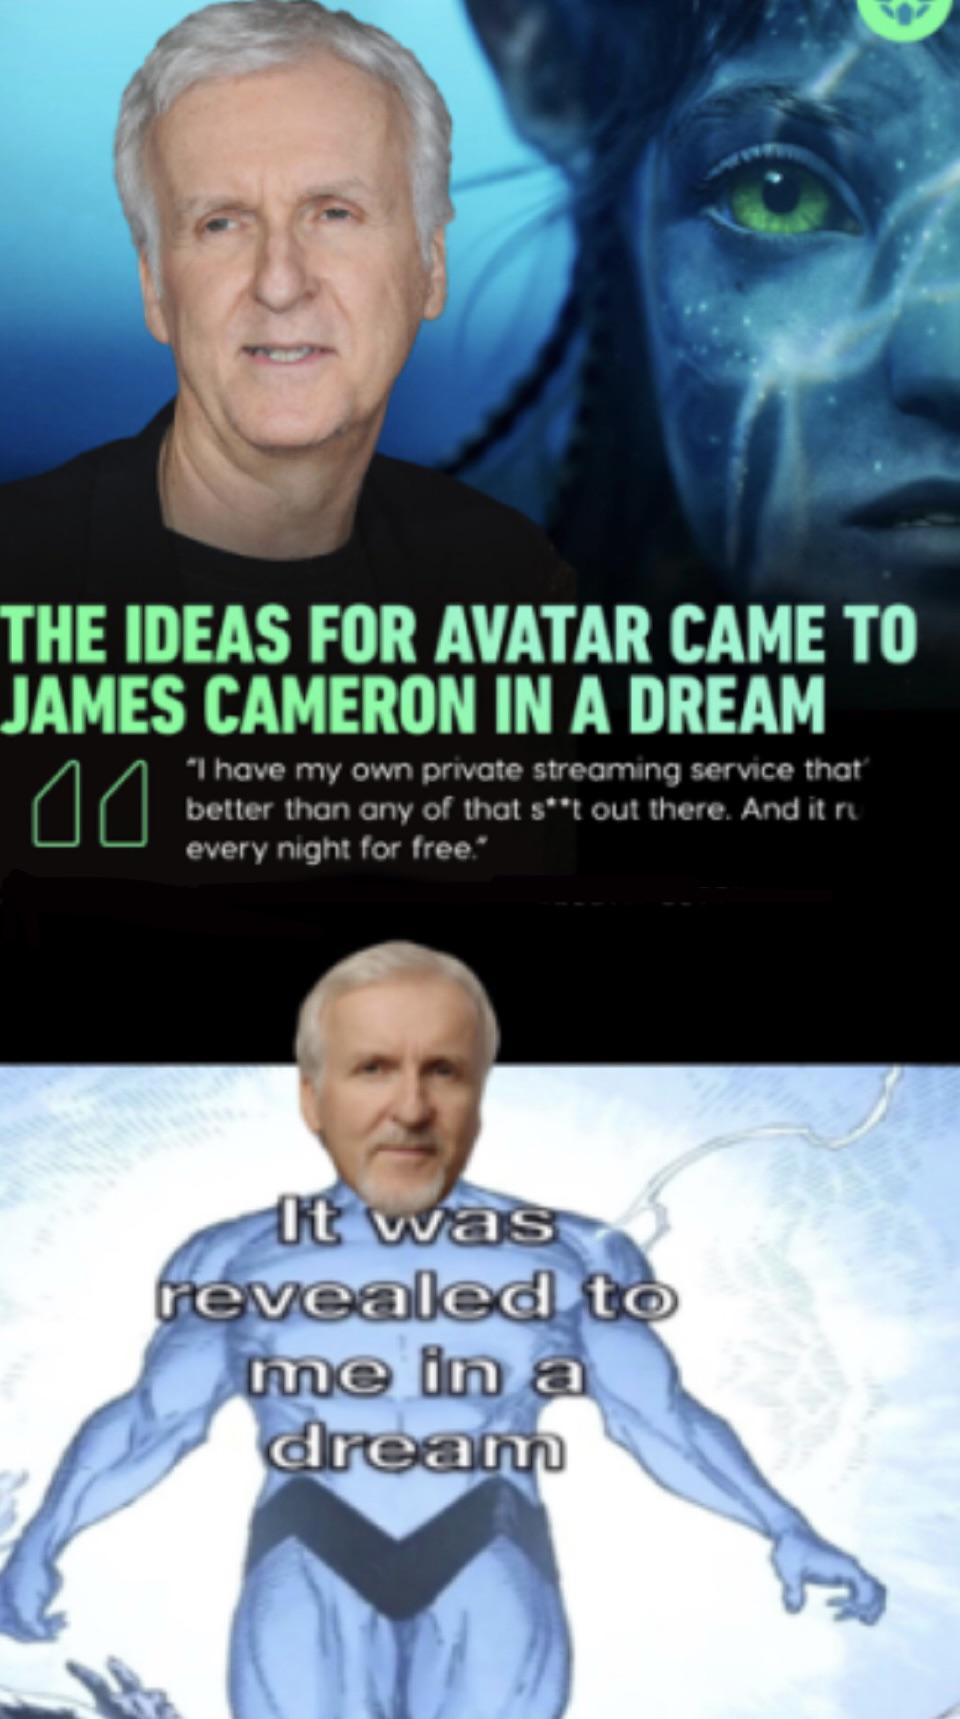 THE IDEAS FOR AVATAR CAME TO
JAMES CAMERON IN A DREAM
“I have my own private streaming service that’
better than any of that s**t out there. And it
every night for free.”
It was
revealed to
me in a
dream